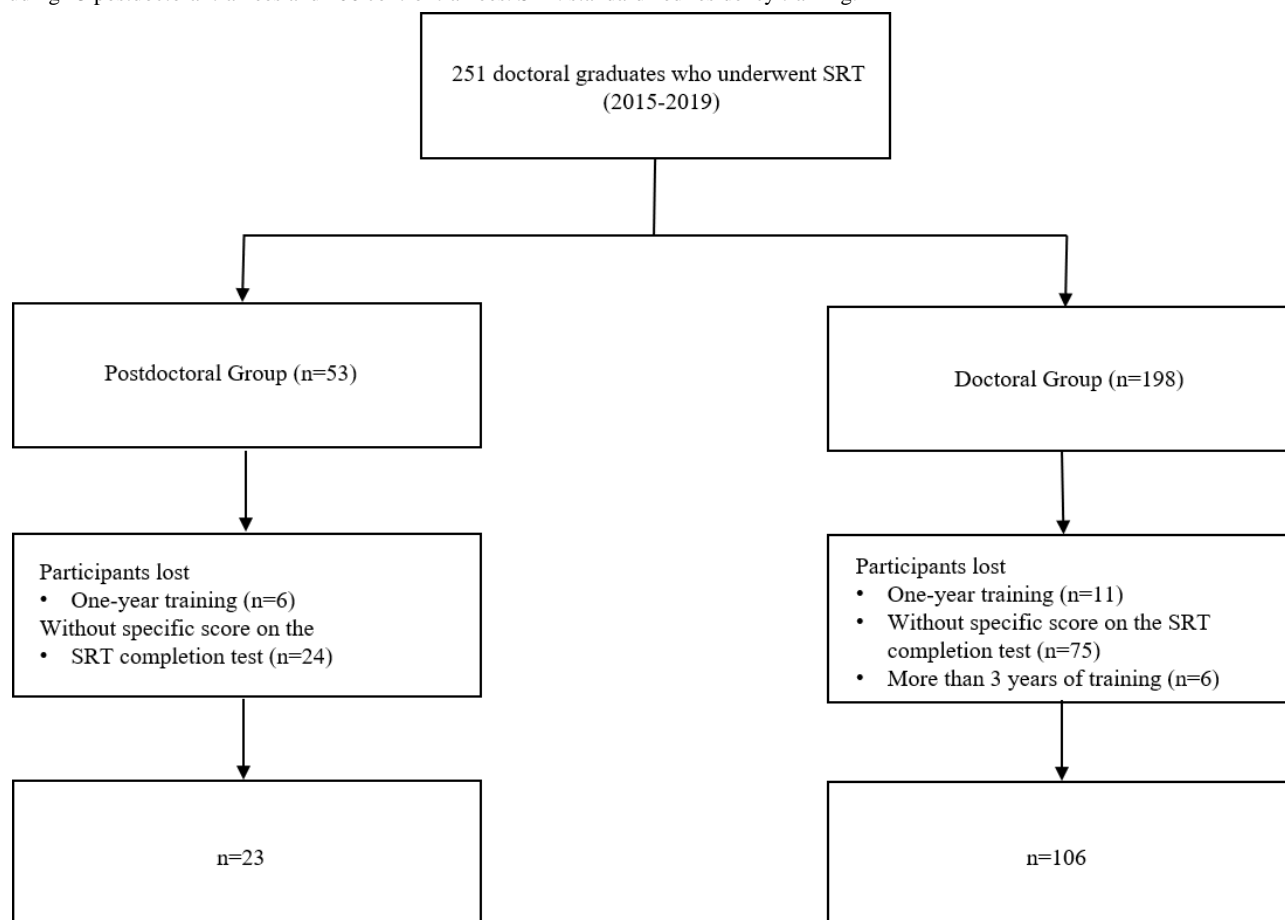 251 doctoral graduates who underwent SRT
(2015-2019)
Postdoctoral Group (n=53)
Doctoral Group (n=198)
Participants lost
• One-year training (n=6)
Without specific score on the
• SRT completion test (n=24)
Participants lost
• One-year training (n=11)
• Without specific score on the SRT
completion test (n=75)
• More than 3 years of training (n=6)
n=23
n=106